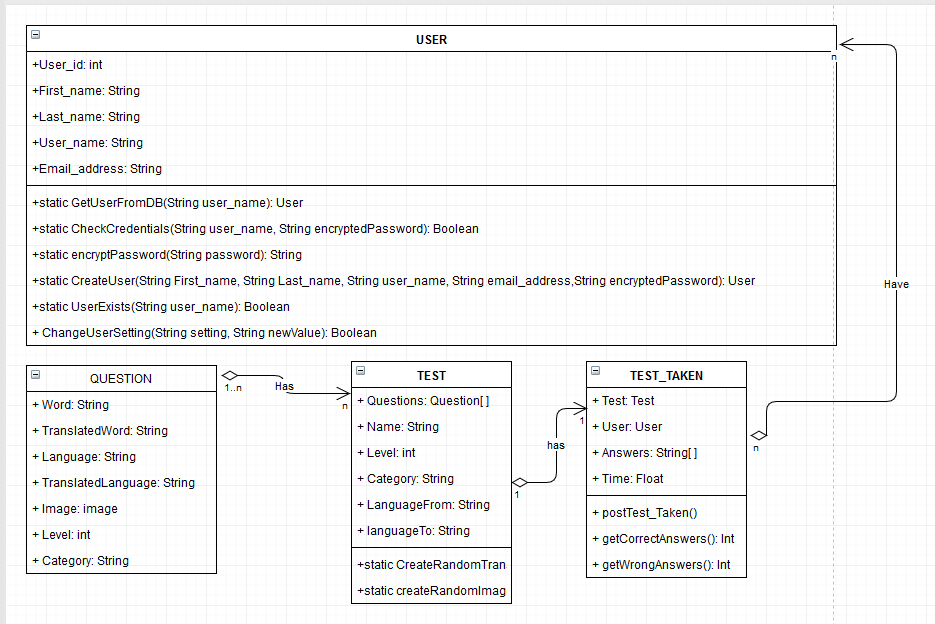 USER
+User_id: int
+First_name: String
+Last_name: String
+User_name: String
+Email_address: String
+static GetUserFromDB(String user_name): User
+static CheckCredentials(String user_name, String encryptedPassword): Boolean
+static encryptPassword(String password): String
+static CreateUser(String First_name, String Last_name, String user_name, String email_address,String encryptedPassword): User
+static UserExists(String user_name): Boolean
+ ChangeUserSetting(String setting, String newValue): Boolean
n
Have
n
QUESTION
+ Word: String
+ TranslatedWord: String
+ Language: String
+ TranslatedLanguage: String
+ Image: image
+ Level: int
+ Category: String
1..n
Has
n
TEST
+ Questions: Question[ ]
+ Name: String
+ Level: int
+ Category: String
+ LanguageFrom: String
+ languageTo: String
+static CreateRandomTran
+static createRandomImag
1
has
1
TEST_TAKEN
+ Test: Test
+ User: User
+ Answers: String[ ]
+ Time: Float
+ postTest_Taken()
+ getCorrectAnswers(): Int
+ getWrongAnswers(): Int